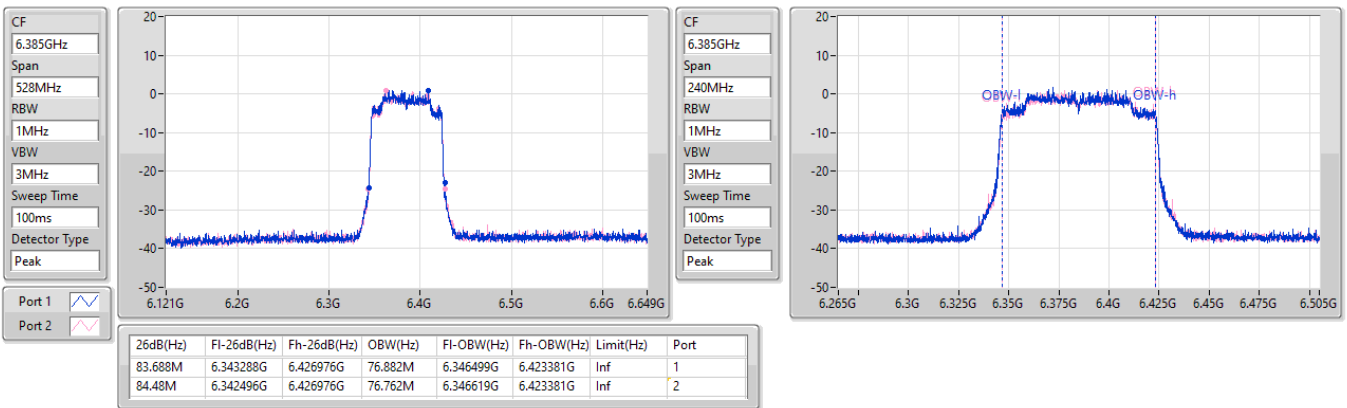 CF
6.385GHz
Span
528MHz
RBW
1MHz
VBW
3MHz
Sweep Time
100ms
Detector Type
Peak
Port 1
Port 2
20
10
0
-10
-20
-30
-40
-50
6.121G 6.2G 6.3G 6.4G 6.5G 6.6G 6.649G
CF
6.385GHz
Span
240MHz
RBW
1MHz
VBW
3MHz
Sweep Time
100ms
Detector Type
Peak
20
10
0
-10
-20
-30
-40
-50
OBW-l OBW-h
6.265G 6.3G 6.325G 6.35G 6.375G 6.4G 6.425G 6.45G 6.475G 6.505G
26dB(Hz) Fl-26dB(Hz) Fh-26dB(Hz) OBW(Hz) Fl-OBW(Hz) Fh-OBW(Hz) Limit(Hz) Port
83.688M 6.343288G 6.426976G 76.882M 6.346499G 6.423381G Inf 1
84.48M 6.342496G 6.426976G 76.762M 6.346619G 6.423381G Inf 2